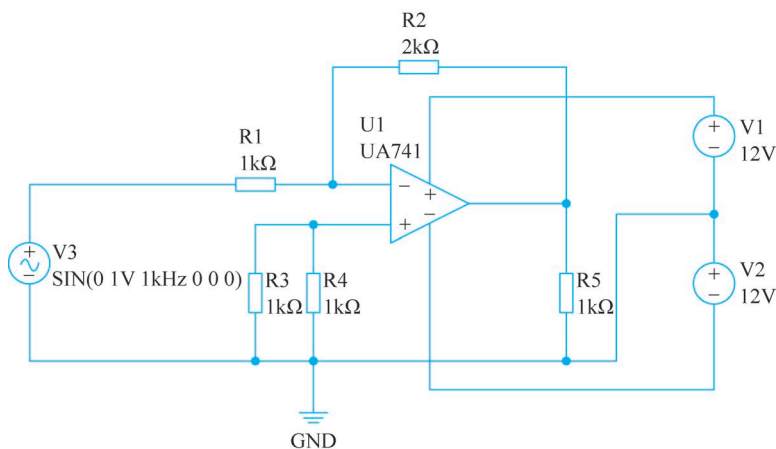 R2
2kΩ
R1
1kΩ
U1
UA741
V1
12V
V3
SIN(0 1V 1kHz 0 0 0)
R3
1kΩ
R4
1kΩ
R5
1kΩ
V2
12V
GND